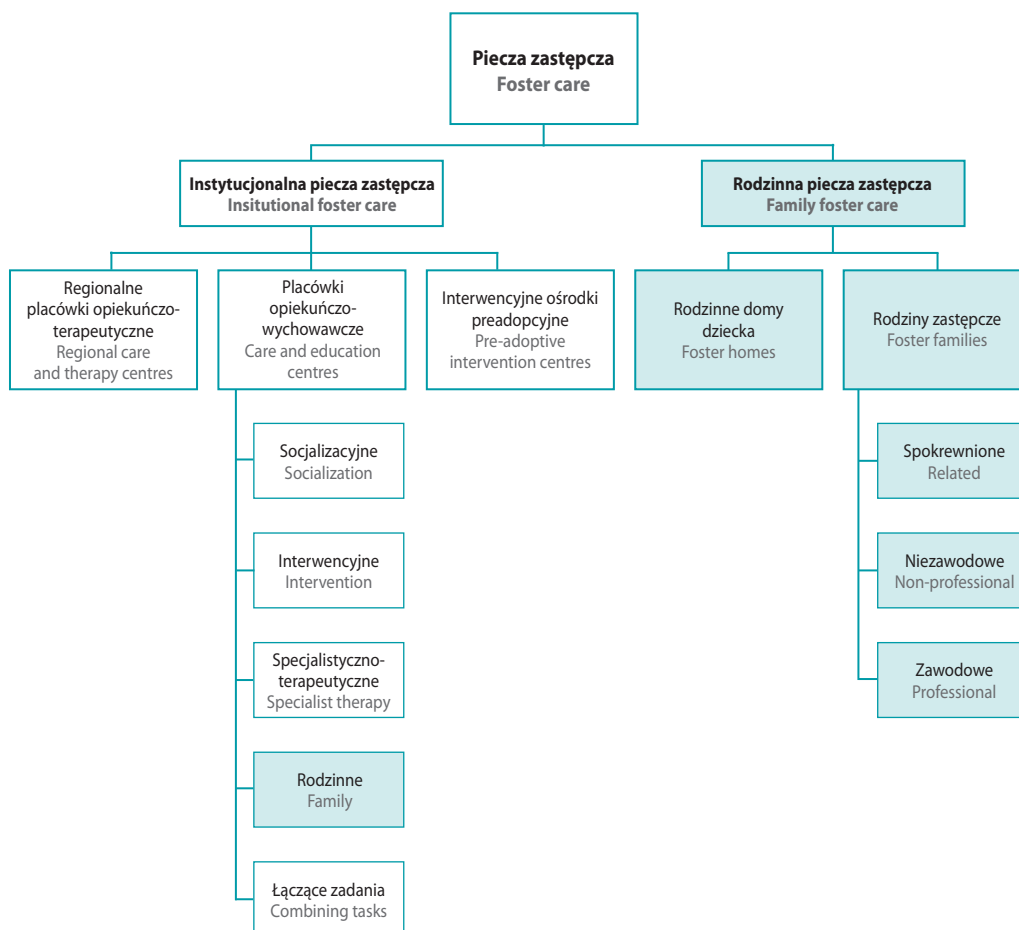 Piecza zastępcza
Foster care
Instytucjonalna piecza zastępcza
Insitutional foster care
Rodzinna piecza zastępcza
Family foster care
Regionalne
placówki opiekuńczo-
terapeutyczne
Regional care
and therapy centres
Placówki
opiekuńczo-
wychowawcze
Care and education
centres
Interwencyjne ośrodki
preadopcyjne
Pre-adoptive
intervention centres
Rodzinne domy
dziecka
Foster homes
Rodziny zastępcze
Foster families
Socjalizacyjne
Socialization
Interwencyjne
Intervention
Specjalistyczno-
terapeutyczne
Specialist therapy
Rodzinne
Family
Łączące zadania
Combining tasks
Spokrewnione
Related
Niezawodowe
Non-professional
Zawodowe
Professional